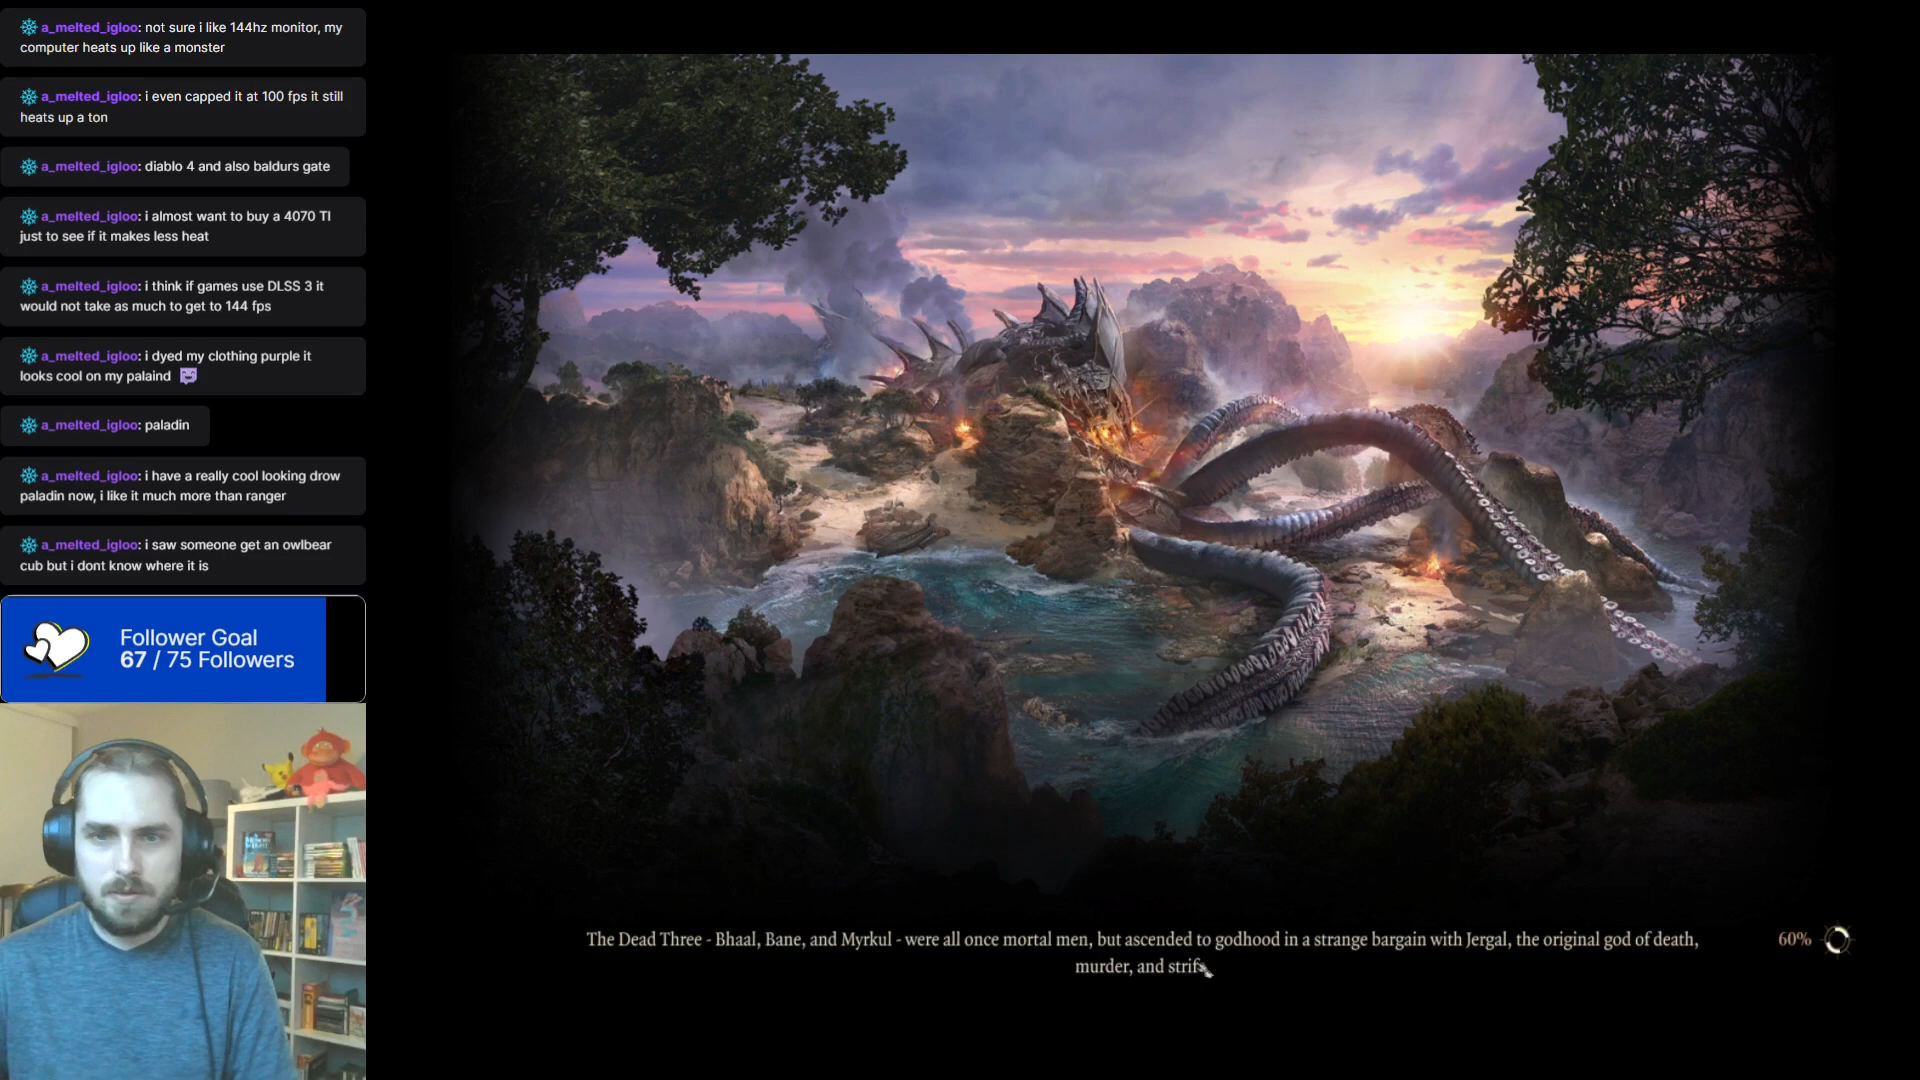 a_melted_igloo: not sure i like 144hz monitor, my
computer heats up like a monster
a_melted_igloo: i even capped it at 100 fps it still
heats up a ton
a_melted_igloo: diablo 4 and also baldurs gate
a_melted_igloo: i almost want to buy a 4070 TI
just to see if it makes less heat
a_melted_igloo: i think if games use DLSS 3 it
would not take as much to get to 144 fps
a_melted_igloo: i dyed my clothing purple it
looks cool on my palaind
a_melted_igloo: paladin
a_melted_igloo: i have a really cool looking drow
paladin now, i like it much more than ranger
a_melted_igloo: i saw someone get an owlbear
cub but i dont know where it is
Follower Goal
67 / 75 Followers
The Dead Three - Bhaal, Bane, and Myrkul - were all once mortal men, but ascended to godhood in a strange bargain with Jergal, the original god of death,
murder, and strife
60%